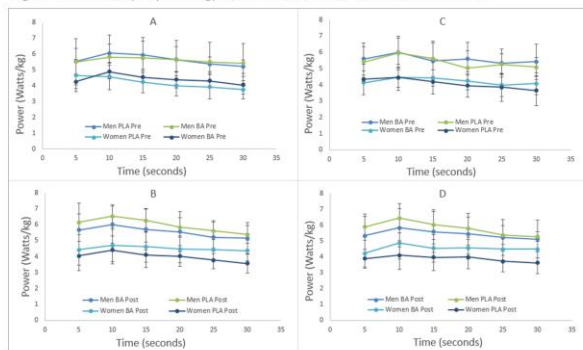 A
Power (Watts/kg)
8
7
6
5
4
3
2
1
0
Men PLA Pre
Men BA Pre
Women BA Pre
Women PLA Pre
0 5 10 15 20 25 30 35
Time (seconds)
C
Power (Watts/kg)
8
7
6
5
4
3
2
1
0
Men PLA Pre
Men BA Pre
Women BA Pre
Women PLA Pre
0 5 10 15 20 25 30 35
Time (seconds)
B
Power (Watts/kg)
8
7
6
5
4
3
2
1
0
Men BA Post
Men PLA Post
Women BA Post
Women PLA Post
0 5 10 15 20 25 30 35
Time (seconds)
D
Power (Watts/kg)
8
7
6
5
4
3
2
1
0
Men BA Post
Men PLA Post
Women BA Post
Women PLA Post
0 5 10 15 20 25 30 35
Time (seconds)